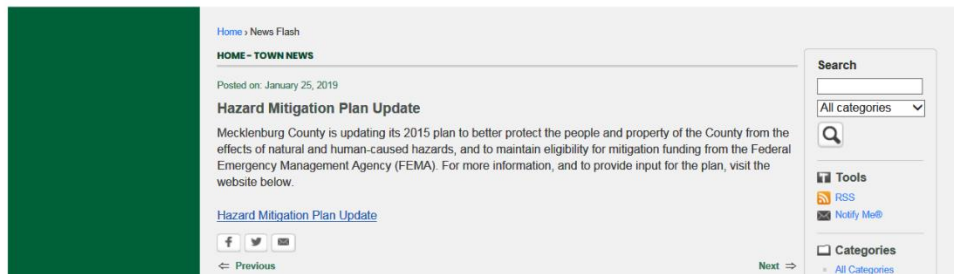 Home › News Flash
HOME - TOWN NEWS
Posted on: January 25, 2019
Hazard Mitigation Plan Update
Mecklenburg County is updating its 2015 plan to better protect the people and property of the County from the
effects of natural and human-caused hazards, and to maintain eligibility for mitigation funding from the Federal
Emergency Management Agency (FEMA). For more information, and to provide input for the plan, visit the
website below.
Hazard Mitigation Plan Update
⇐ Previous
Next ⇒
Search
All categories
Tools
RSS
Notify Me®
Categories
All Categories